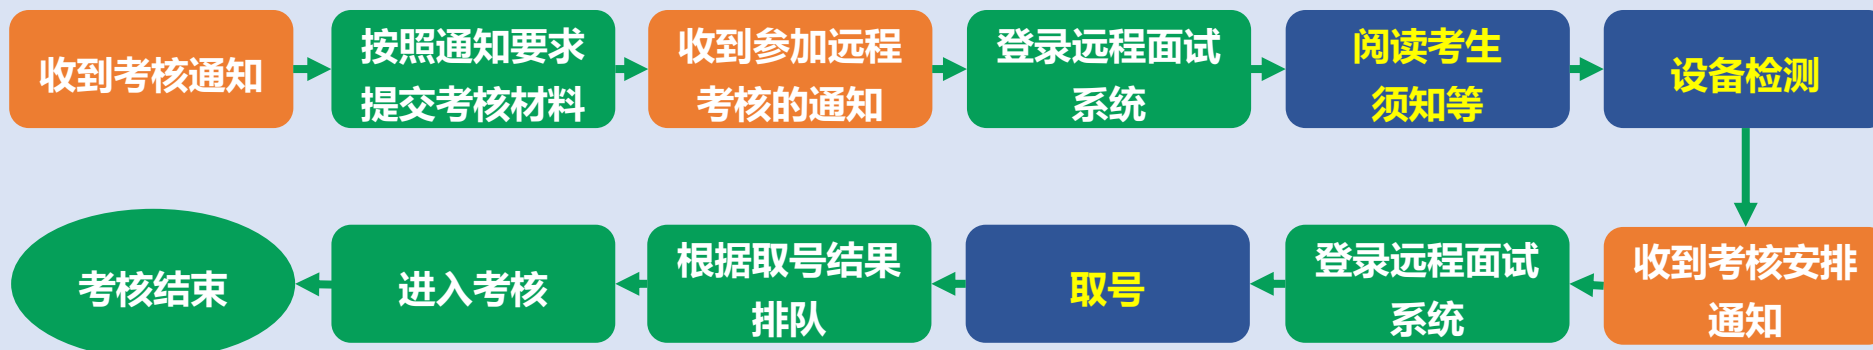 收到考核通知
按照通知要求
提交考核材料
收到参加远程
考核的通知
登录远程面试
系统
阅读考生
须知等
设备检测
收到考核安排
通知
登录远程面试
系统
取号
根据取号结果
排队
进入考核
考核结束